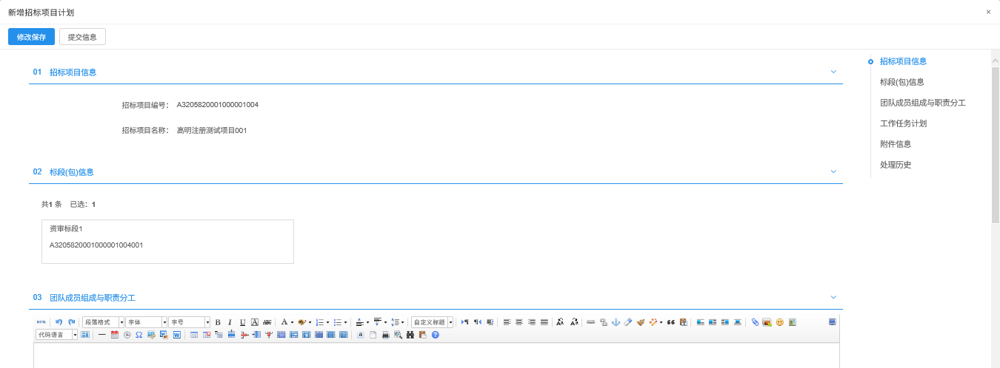 新增招标项目计划
×
修改保存 提交信息
01 招标项目信息
招标项目编号： A3205820001000001004
招标项目名称： 高明注册测试项目001
02 标段(包)信息
共1 条 已选：1
资审标段1
A3205820001000001004001
03 团队成员组成与职责分工
HTML 段落格式 字体 字号 B I U A ABC A 自定义标题
代码语言
招标项目信息
标段(包)信息
团队成员组成与职责分工
工作任务计划
附件信息
处理历史